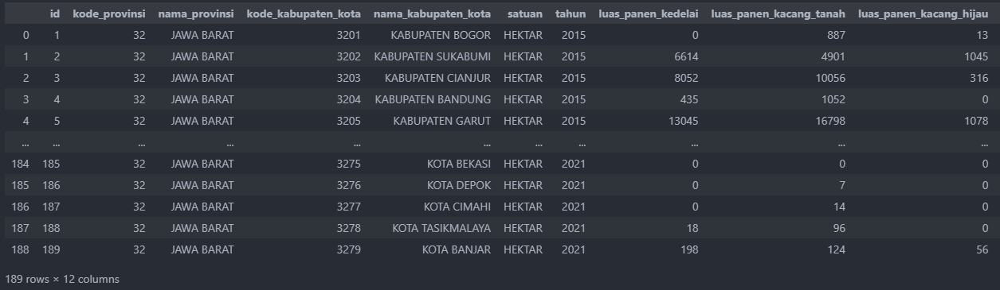 id kode_provinsi nama_provinsi kode_kabupaten_kota nama_kabupaten_kota satuan tahun luas_panen_kedelai luas_panen_kacang_tanah luas_panen_kacang_hijau
0 1 32 JAWA BARAT 3201 KABUPATEN BOGOR HEKTAR 2015 0 887 13
1 2 32 JAWA BARAT 3202 KABUPATEN SUKABUMI HEKTAR 2015 6614 4901 1045
2 3 32 JAWA BARAT 3203 KABUPATEN CIANJUR HEKTAR 2015 8052 10056 316
3 4 32 JAWA BARAT 3204 KABUPATEN BANDUNG HEKTAR 2015 435 1052 0
4 5 32 JAWA BARAT 3205 KABUPATEN GARUT HEKTAR 2015 13045 16798 1078
... ... ... ... ... ... ... ... ... ... ...
184 185 32 JAWA BARAT 3275 KOTA BEKASI HEKTAR 2021 0 0 0
185 186 32 JAWA BARAT 3276 KOTA DEPOK HEKTAR 2021 0 7 0
186 187 32 JAWA BARAT 3277 KOTA CIMAHI HEKTAR 2021 0 14 0
187 188 32 JAWA BARAT 3278 KOTA TASIKMALAYA HEKTAR 2021 18 96 0
188 189 32 JAWA BARAT 3279 KOTA BANJAR HEKTAR 2021 198 124 56
189 rows × 12 columns